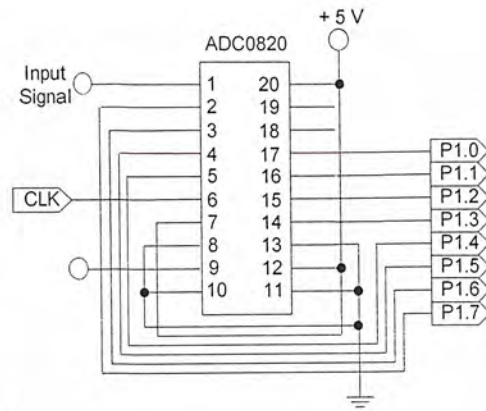 + 5 V
ADC0820
Input
Signal
1 20
2 19
3 18
4 17
5 16
6 15
7 14
8 13
9 12
10 11
CLK
P1.0
P1.1
P1.2
P1.3
P1.4
P1.5
P1.6
P1.7